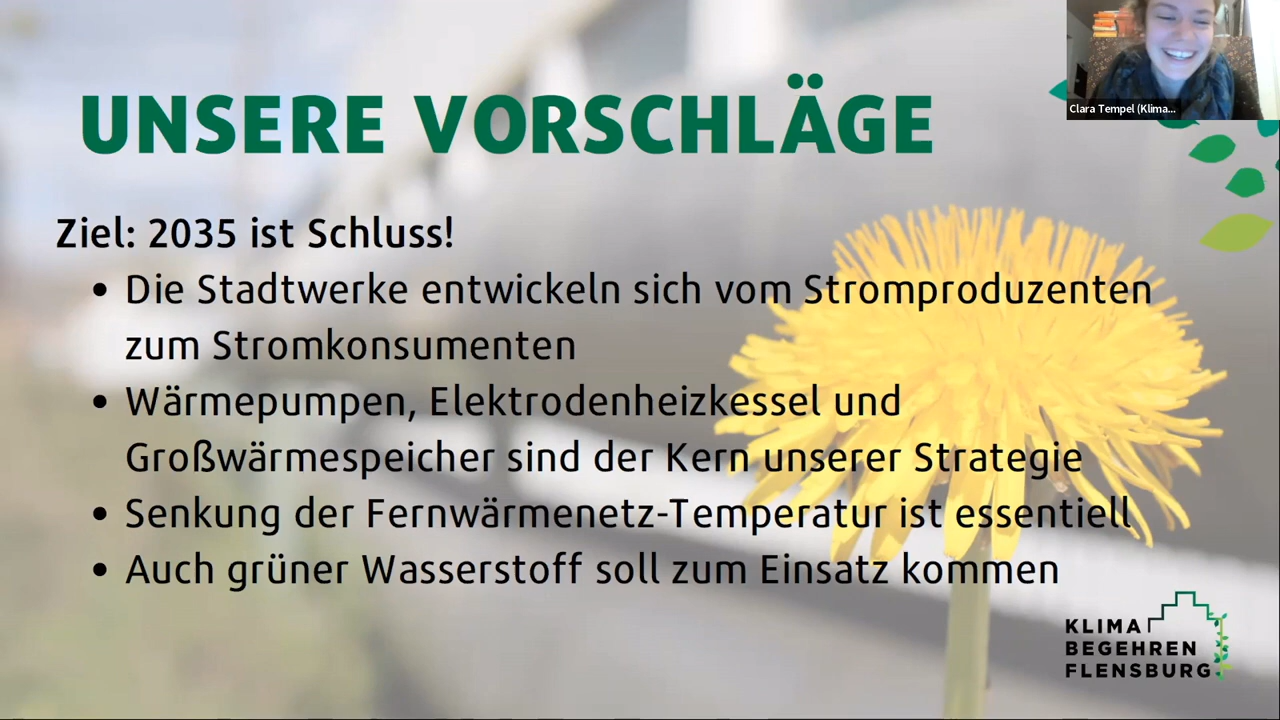 UNSERE VORSCHLÄGE
Clara Tempel (Klima...
Ziel: 2035 ist Schluss!
• Die Stadtwerke entwickeln sich vom Stromproduzenten
zum Stromkonsumenten
• Wärmepumpen, Elektrodenheizkessel und
Großwärmespeicher sind der Kern unserer Strategie
• Senkung der Fernwärmenetz-Temperatur ist essentiell
• Auch grüner Wasserstoff soll zum Einsatz kommen
KLIMA
BEGEHREN
FLENSBURG